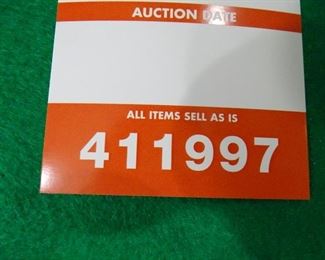 AUCTION DATE
ALL ITEMS SELL AS IS
411997